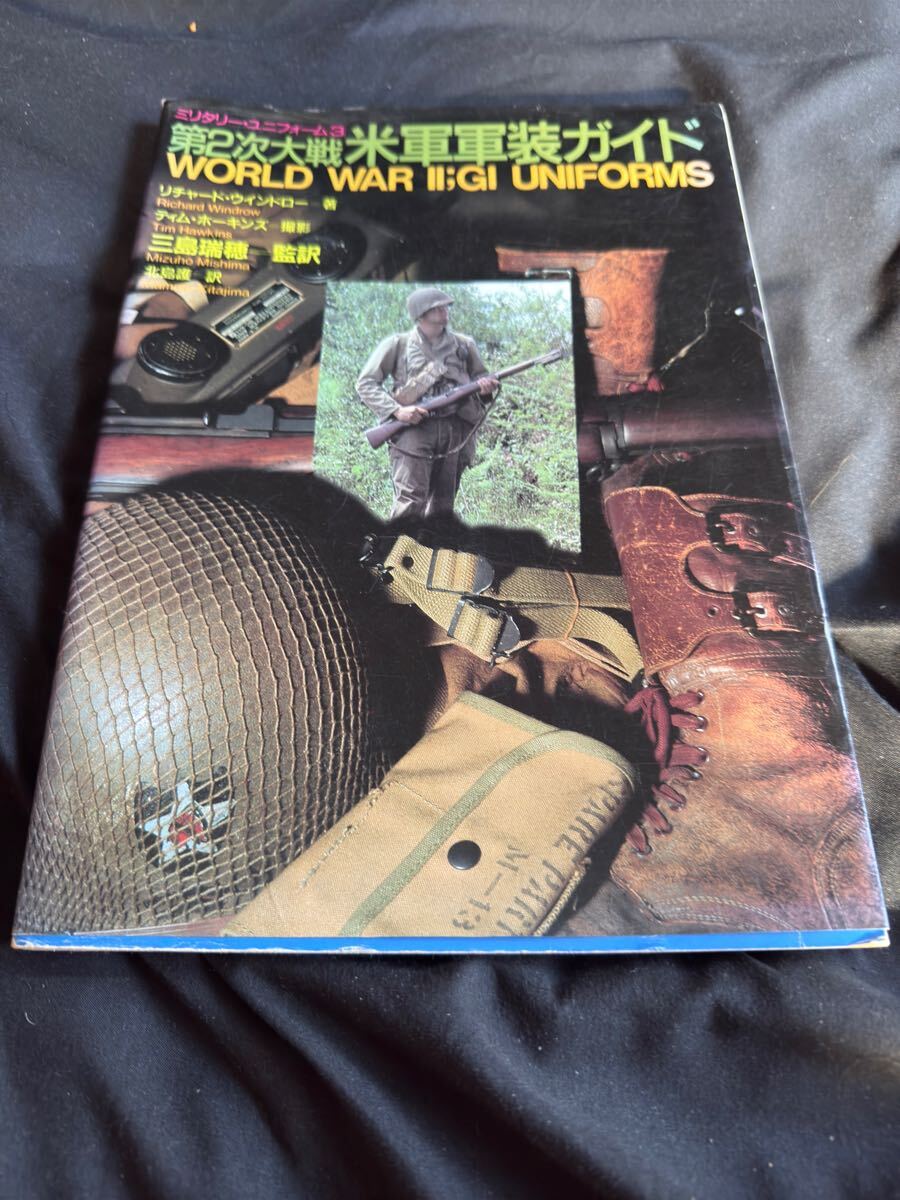 ミリタリー・ユニフォーム3
第2次大戦 米軍軍装ガイド
WORLD WAR II;GI UNIFORMS
リチャード・ウィンドロー 著
Richard Windrow
ティム・ホーキンズ 撮影
Tim Hawkins
三島瑞穂 監訳
Mizuho Mishima
北島護 訳
Kitajima
SPARE PART
M-13